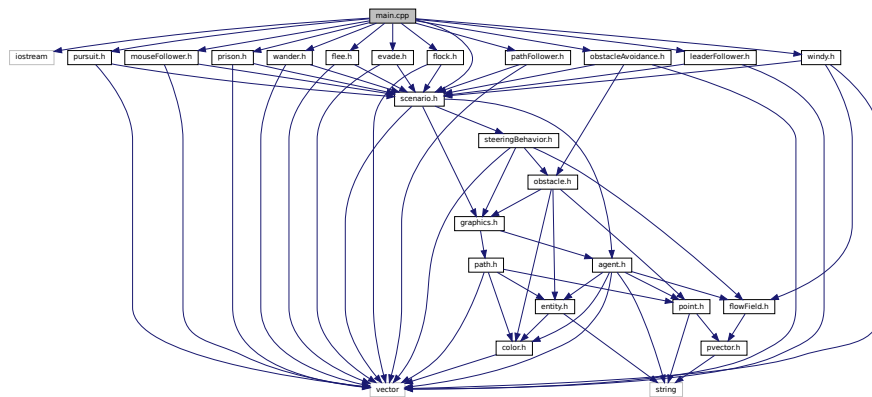 main.cpp
iostream
pursuit.h
mouseFollower.h
prison.h
wander.h
flee.h
evade.h
flock.h
pathFollower.h
obstacleAvoidance.h
leaderFollower.h
windy.h
scenario.h
steeringBehavior.h
obstacle.h
graphics.h
path.h
agent.h
entity.h
point.h
flowField.h
color.h
pvector.h
vector
string